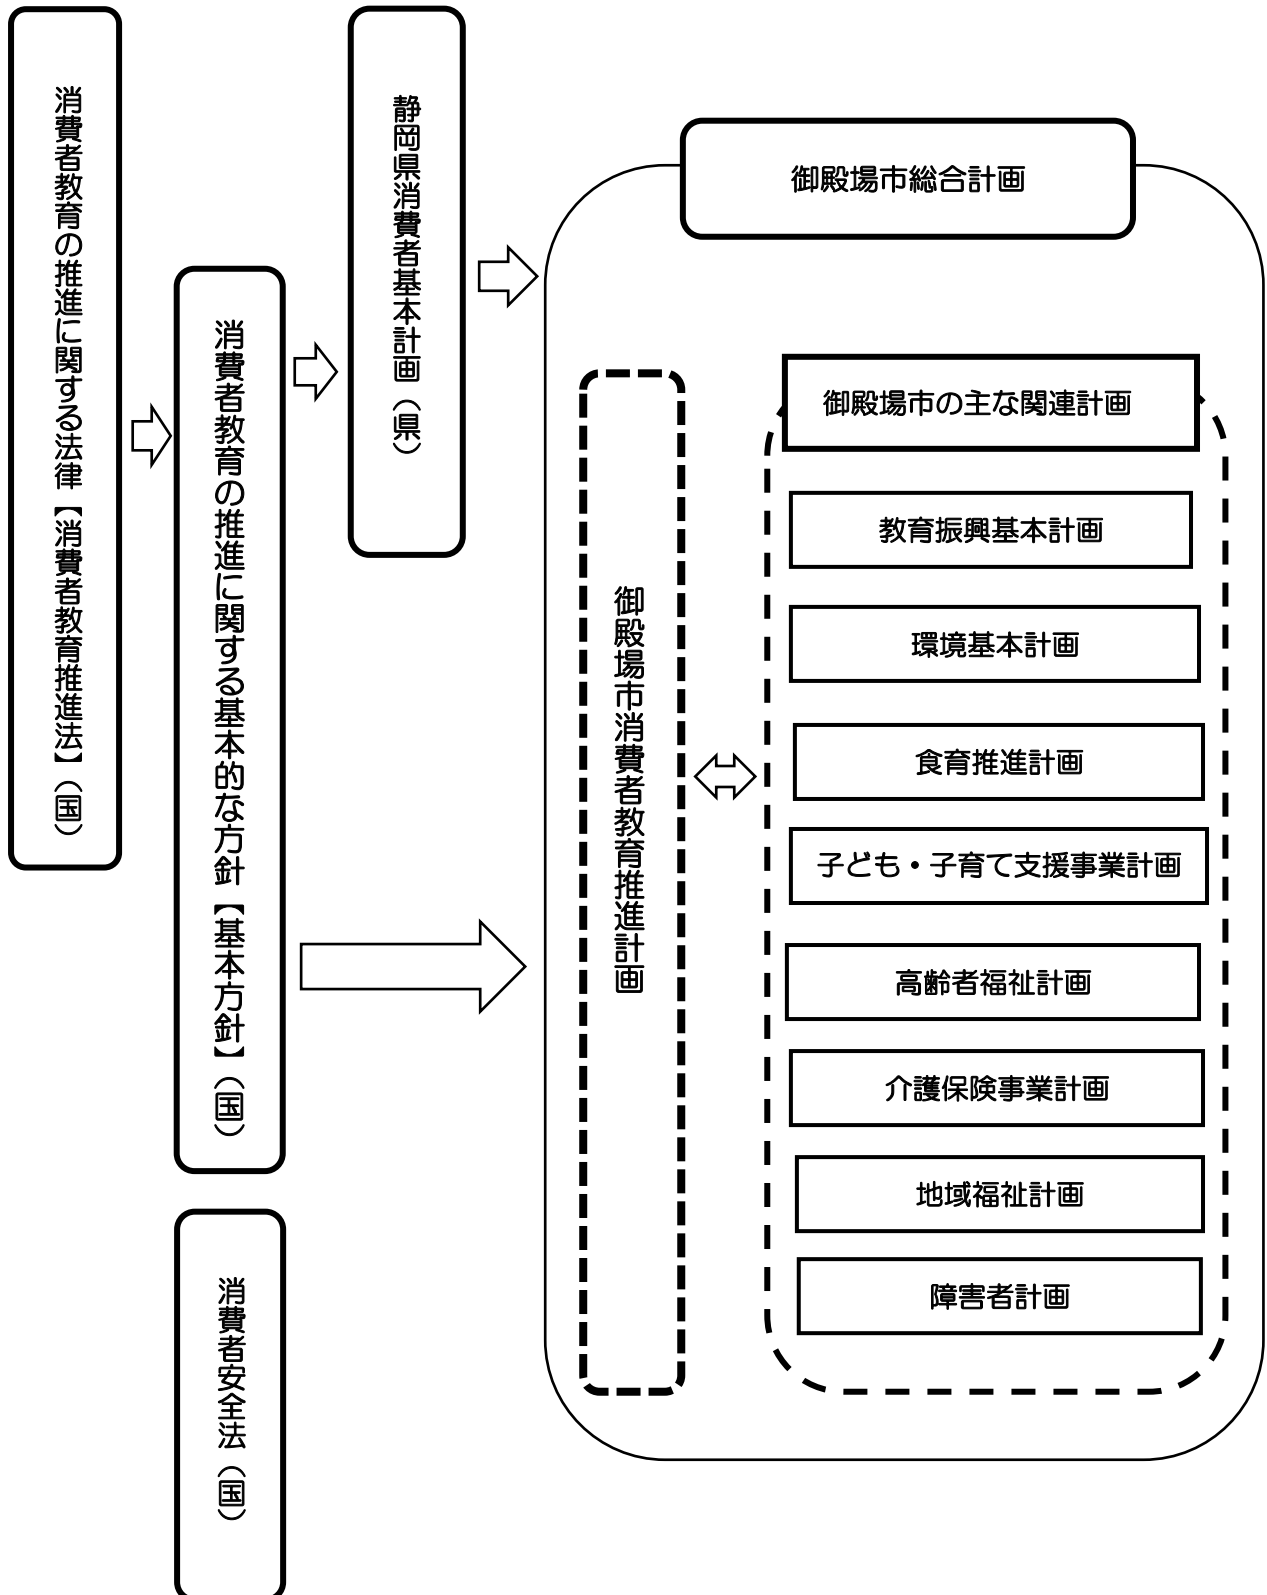 消費者教育の推進に関する法律【消費者教育推進法】（国）
消費者教育の推進に関する基本的な方針【基本方針】（国）
消費者安全法（国）
静岡県消費者基本計画（県）
御殿場市総合計画
御殿場市消費者教育推進計画
御殿場市の主な関連計画
教育振興基本計画
環境基本計画
食育推進計画
子ども・子育て支援事業計画
高齢者福祉計画
介護保険事業計画
地域福祉計画
障害者計画